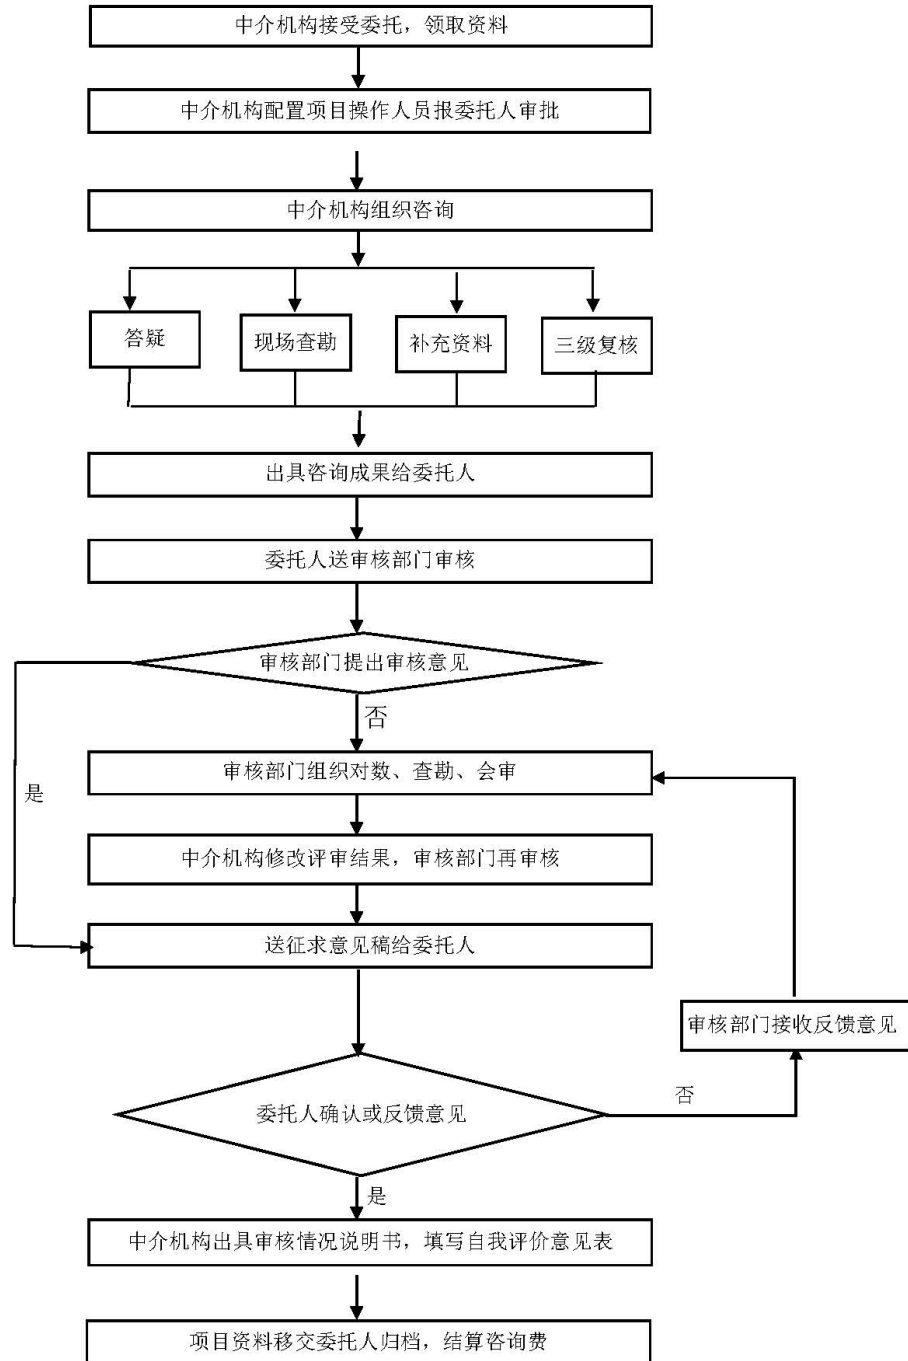 中介机构接受委托，领取资料
中介机构配置项目操作人员报委托人审批
中介机构组织咨询
答疑
现场查勘
补充资料
三级复核
出具咨询成果给委托人
委托人送审核部门审核
审核部门提出审核意见
否
审核部门组织对数、查勘、会审
是
中介机构修改评审结果，审核部门再审核
送征求意见稿给委托人
审核部门接收反馈意见
委托人确认或反馈意见
否
是
中介机构出具审核情况说明书，填写自我评价意见表
项目资料移交委托人归档，结算咨询费